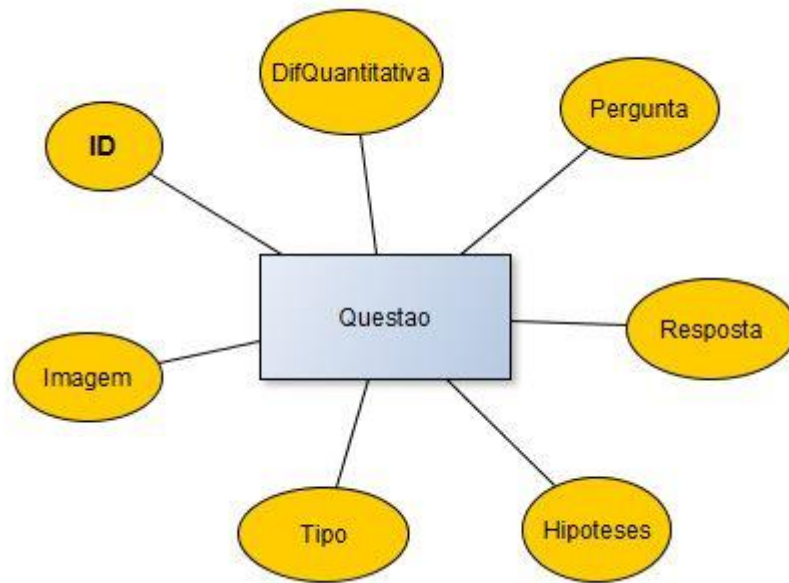 DifQuantitativa
Pergunta
ID
Questao
Resposta
Imagem
Tipo
Hipoteses